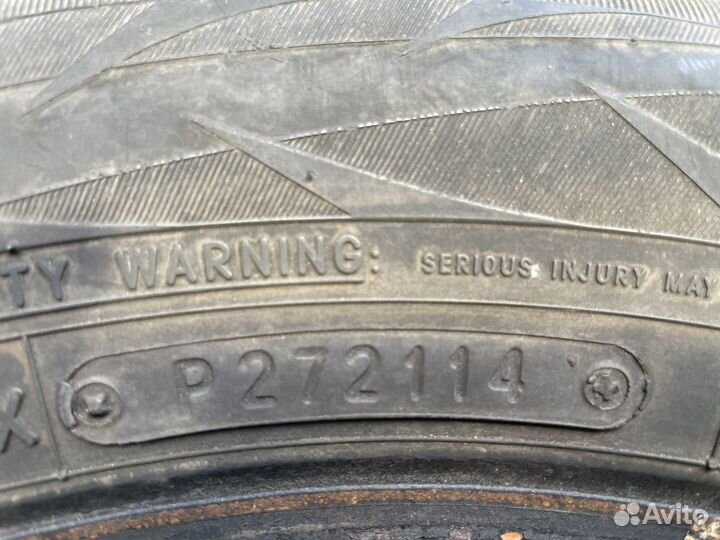 TY WARNING: SERIOUS INJURY MAY
X P272114
Avito